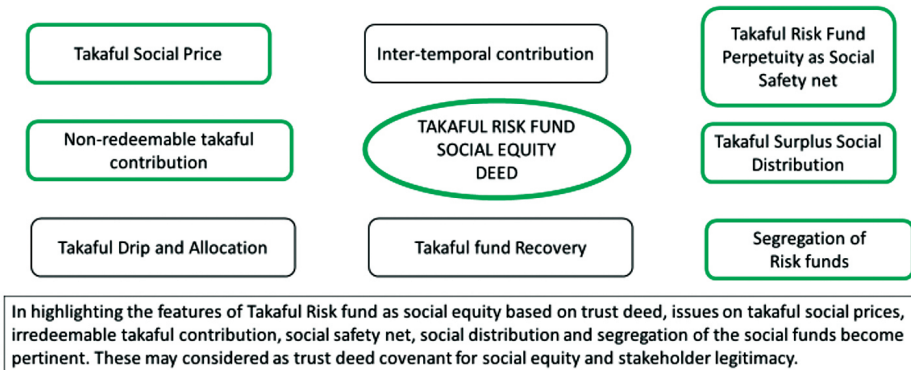 Takaful Social Price
Inter-temporal contribution
Takaful Risk Fund
Perpetuity as Social
Safety net
Non-redeemable takaful
contribution
TAKAFUL RISK FUND
SOCIAL EQUITY
DEED
Takaful Surplus Social
Distribution
Takaful Drip and Allocation
Takaful fund Recovery
Segregation of
Risk funds
In highlighting the features of Takaful Risk fund as social equity based on trust deed, issues on takaful social prices,
irredeemable takaful contribution, social safety net, social distribution and segregation of the social funds become
pertinent. These may considered as trust deed covenant for social equity and stakeholder legitimacy.